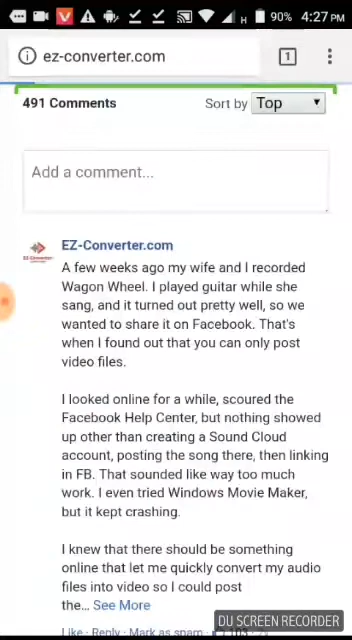 H 90% 4:27 PM
ez-converter.com 1
491 Comments Sort by Top
Add a comment...
EZ-Converter.com
A few weeks ago my wife and I recorded
Wagon Wheel. I played guitar while she
sang, and it turned out pretty well, so we
wanted to share it on Facebook. That's
when I found out that you can only post
video files.
I looked online for a while, scoured the
Facebook Help Center, but nothing showed
up other than creating a Sound Cloud
account, posting the song there, then linking
in FB. That sounded like way too much
work. I even tried Windows Movie Maker,
but it kept crashing.
I knew that there should be something
online that let me quickly convert my audio
files into video so I could post
the... See More
DU SCREEN RECORDER
Like · Reply · Mark as spam ·